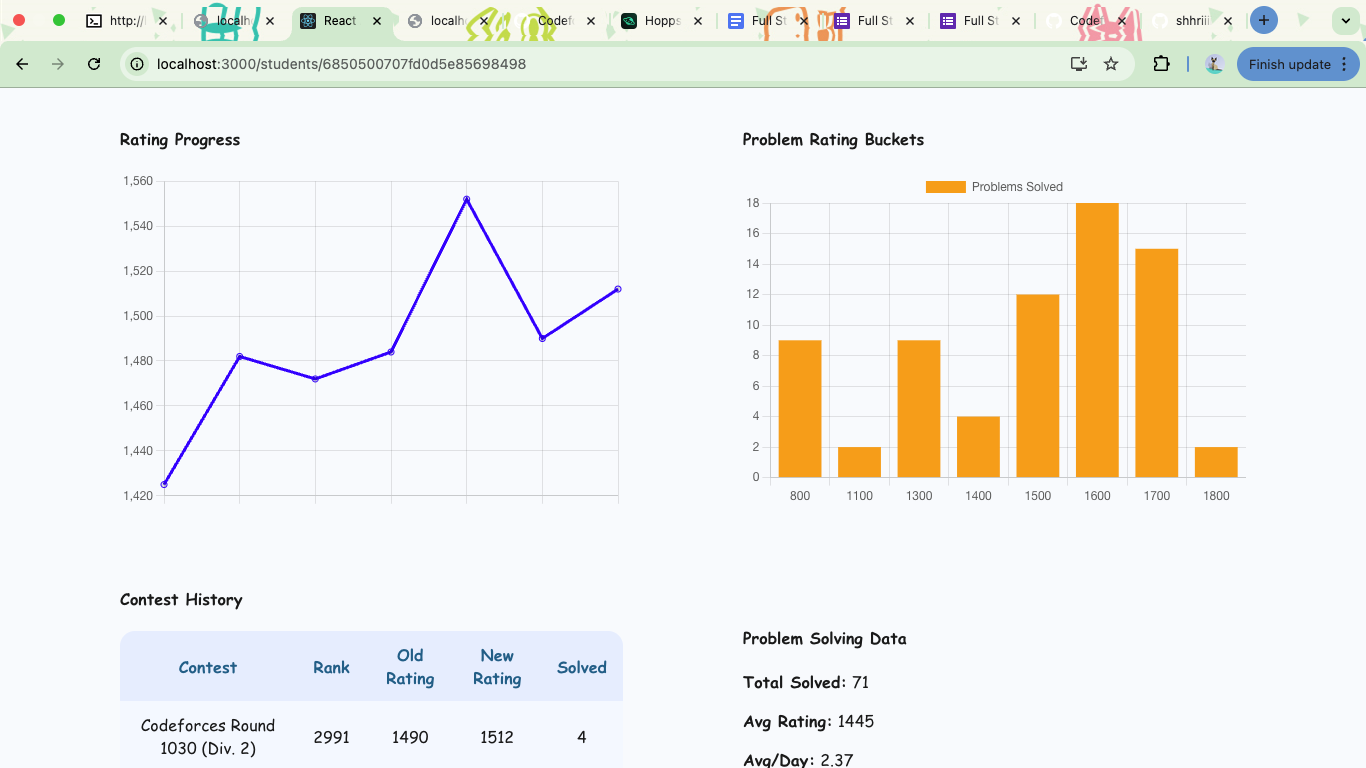 http://
localh
React
localh
Codef
Hopps
Full St
Full St
Full St
Codef
shhriii
localhost:3000/students/6850500707fd0d5e85698498
Finish update
Rating Progress
1,560
1,540
1,520
1,500
1,480
1,460
1,440
1,420
Problem Rating Buckets
Problems Solved
18
16
14
12
10
8
6
4
2
0
800 1100 1300 1400 1500 1600 1700 1800
Contest History
Contest Rank Old Rating New Rating Solved
Codeforces Round
1030 (Div. 2) 2991 1490 1512 4
Problem Solving Data
Total Solved: 71
Avg Rating: 1445
Avg/Day: 2.37